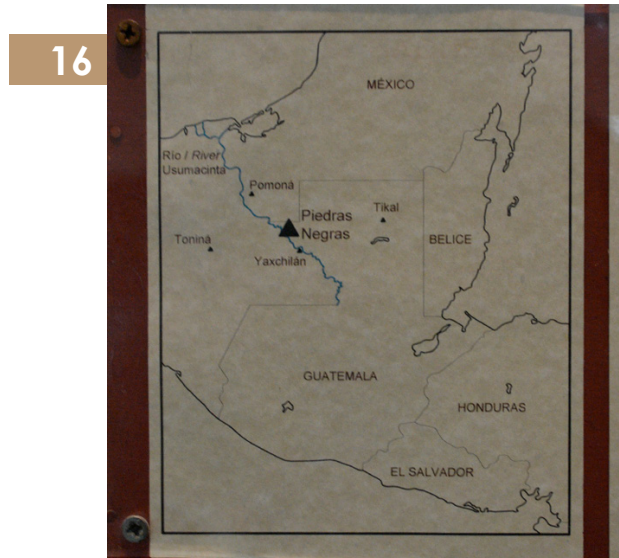 16
MÉXICO
Río / River
Usumacinta
Pomoná
Piedras
Negras
Tikal
Toniná
Yaxchilán
BELICE
GUATEMALA
HONDURAS
EL SALVADOR